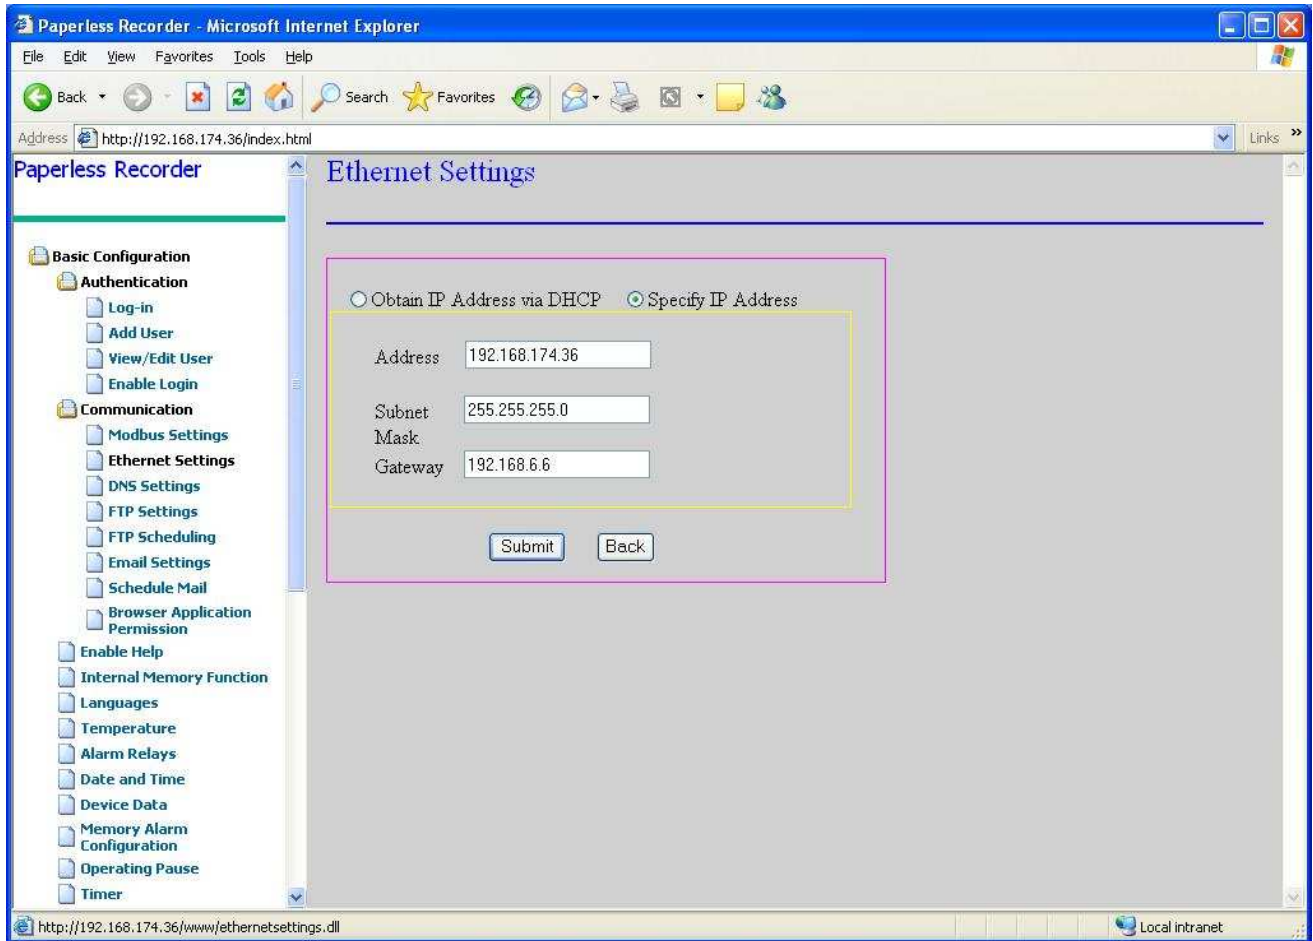 Paperless Recorder - Microsoft Internet Explorer
File Edit View Favorites Tools Help
Back Search Favorites
Address http://192.168.174.36/index.html Links »
Paperless Recorder
Basic Configuration
Authentication
Log-in
Add User
View/Edit User
Enable Login
Communication
Modbus Settings
Ethernet Settings
DNS Settings
FTP Settings
FTP Scheduling
Email Settings
Schedule Mail
Browser Application
Permission
Enable Help
Internal Memory Function
Languages
Temperature
Alarm Relays
Date and Time
Device Data
Memory Alarm
Configuration
Operating Pause
Timer
Ethernet Settings
Obtain IP Address via DHCP Specify IP Address
Address 192.168.174.36
Subnet 255.255.255.0
Mask
Gateway 192.168.6.6
Submit Back
http://192.168.174.36/www/ethernetsettings.dll Local intranet